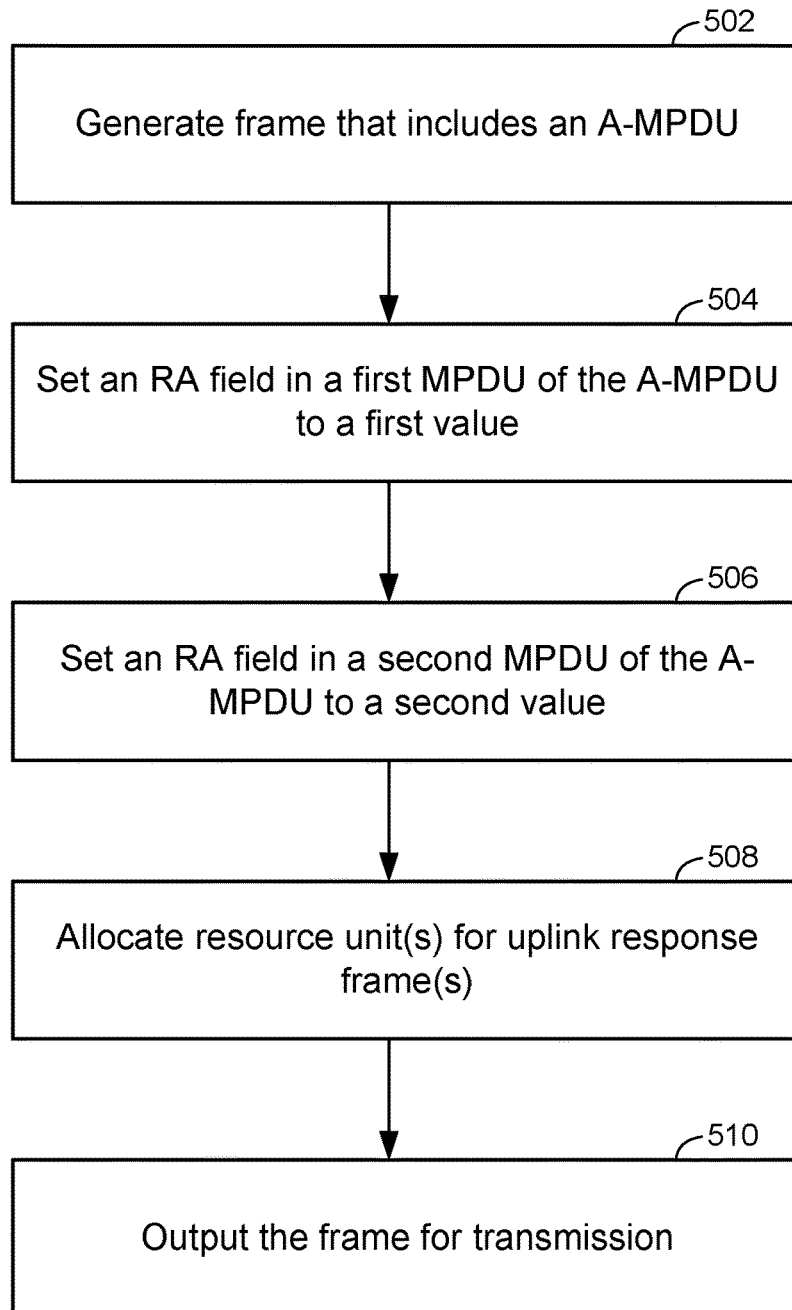 502
Generate frame that includes an A-MPDU
504
Set an RA field in a first MPDU of the A-MPDU
to a first value
506
Set an RA field in a second MPDU of the A-
MPDU to a second value
508
Allocate resource unit(s) for uplink response
frame(s)
510
Output the frame for transmission